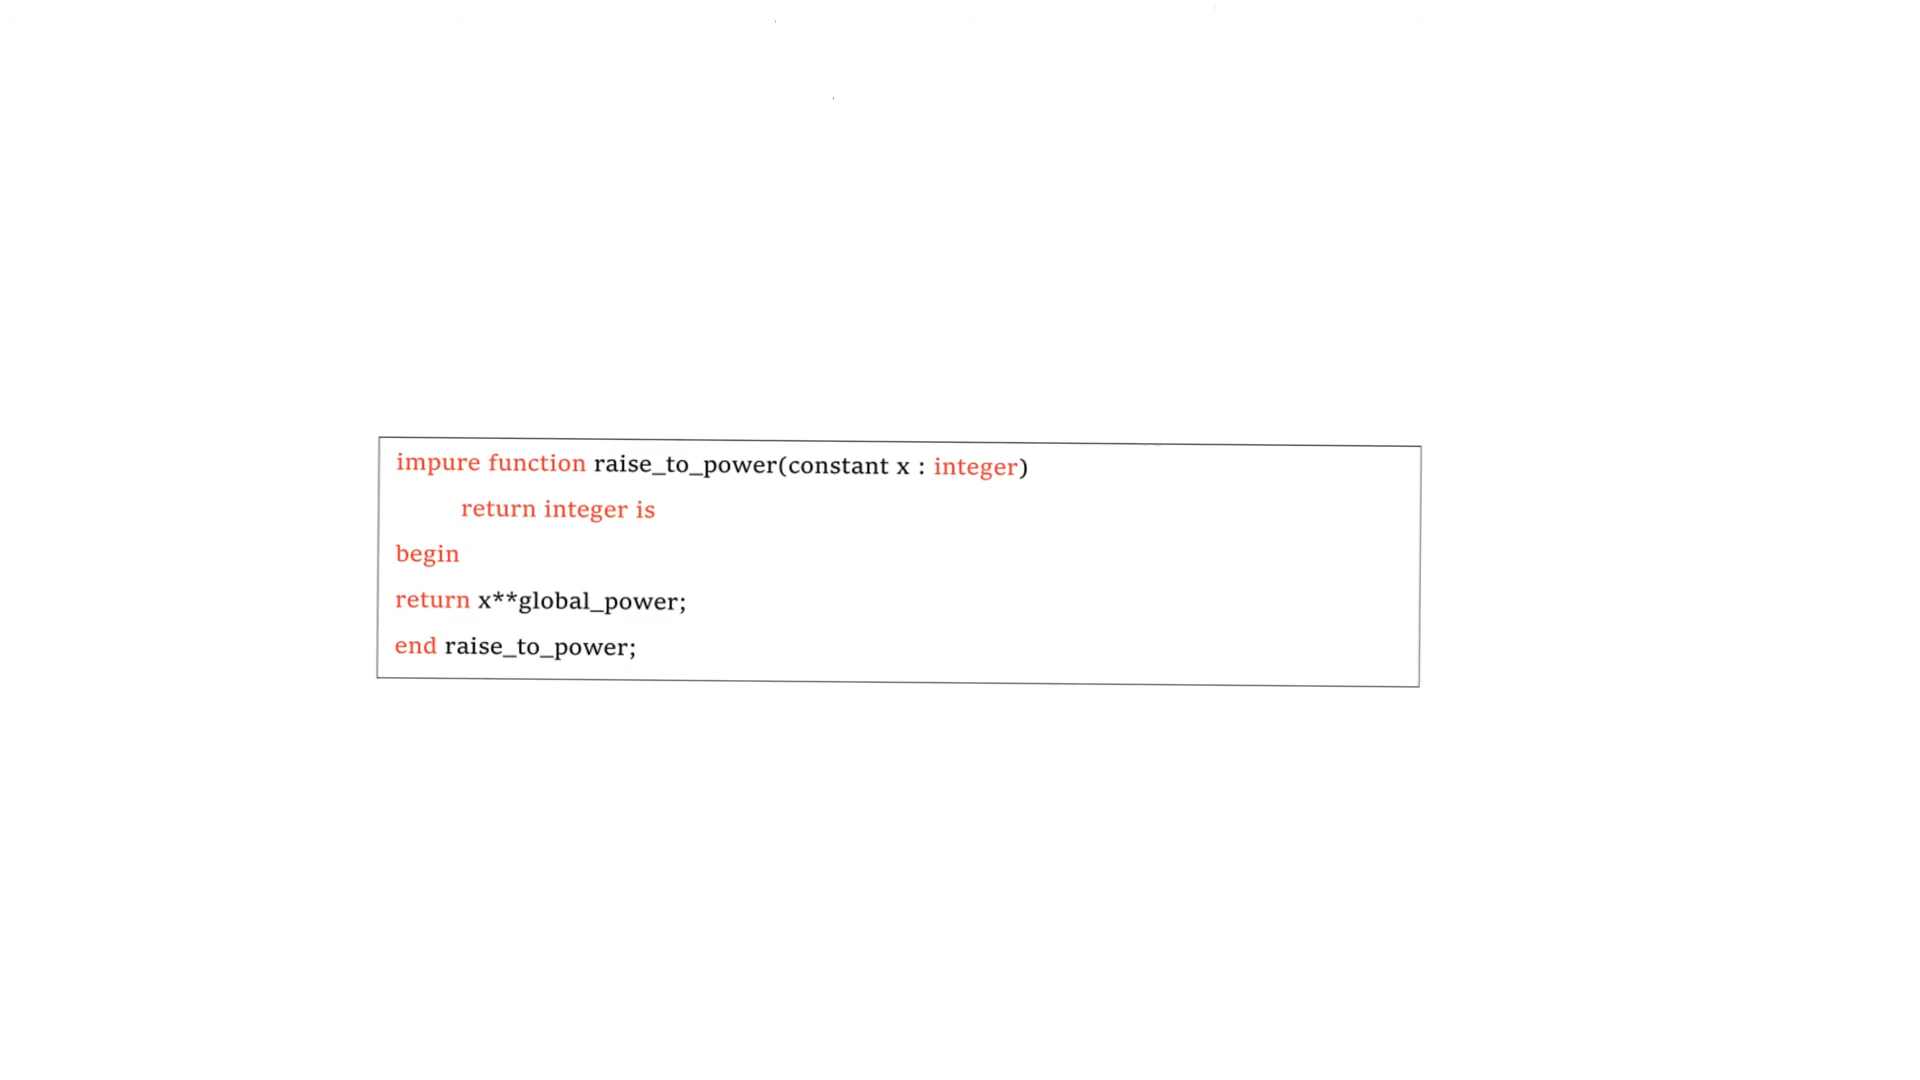 impure function raise_to_power(constant x : integer)
return integer is
begin
return x**global_power;
end raise_to_power;